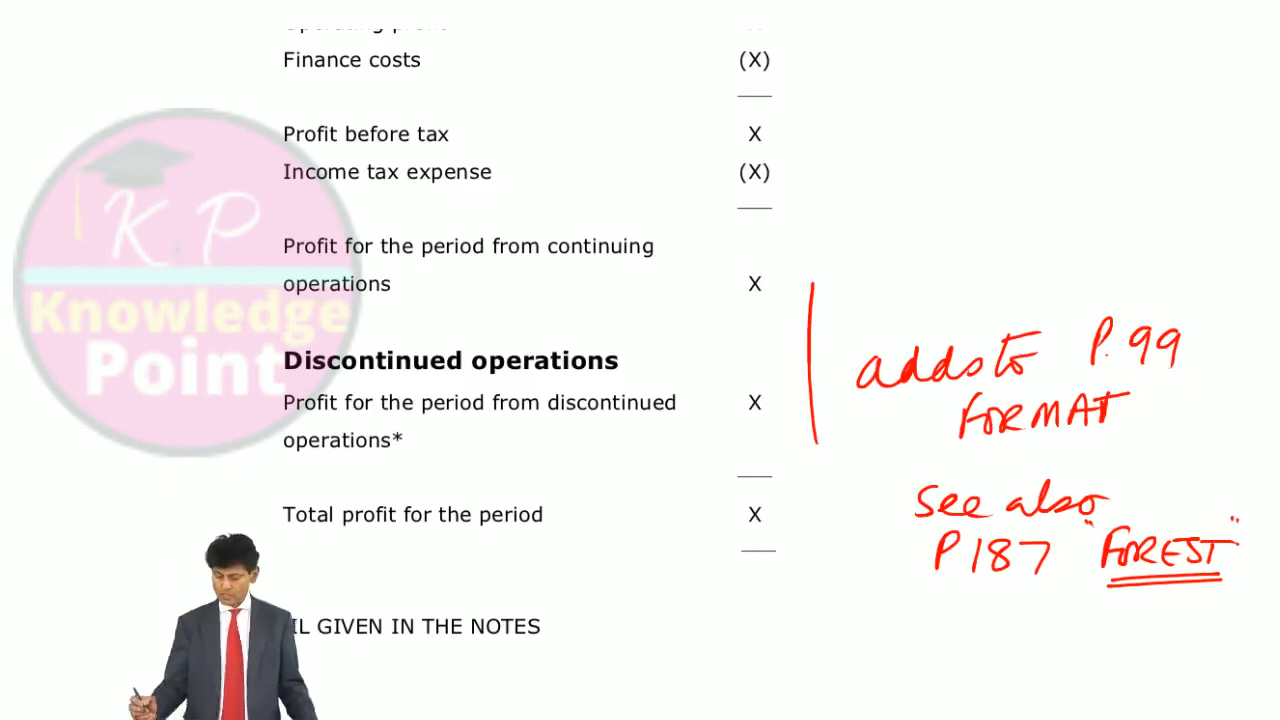 Finance costs (X)
Profit before tax X
Income tax expense (X)
Profit for the period from continuing
operations X
Discontinued operations
Profit for the period from discontinued X
operations*
Total profit for the period X
IL GIVEN IN THE NOTES
adds to P.99
FORMAT
See also
P187 "FOREST"
K P
Knowledge
Point